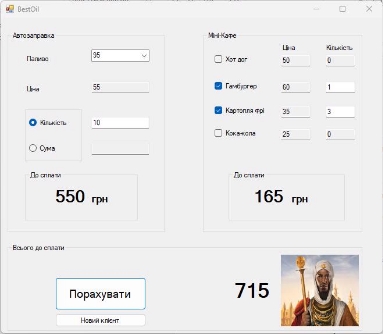 BestOil
Автозаправка
Паливо 95
Ціна 55
Кількість 10
Сума
До сплати
550 грн
Міні-Кафе
Ціна Кількість
Хот дог 50 0
Гамбургер 60 1
Картопля фрі 35 3
Кока-кола 25 0
До сплати
165 грн
Всього до сплати
Порахувати
Новий клієнт
715